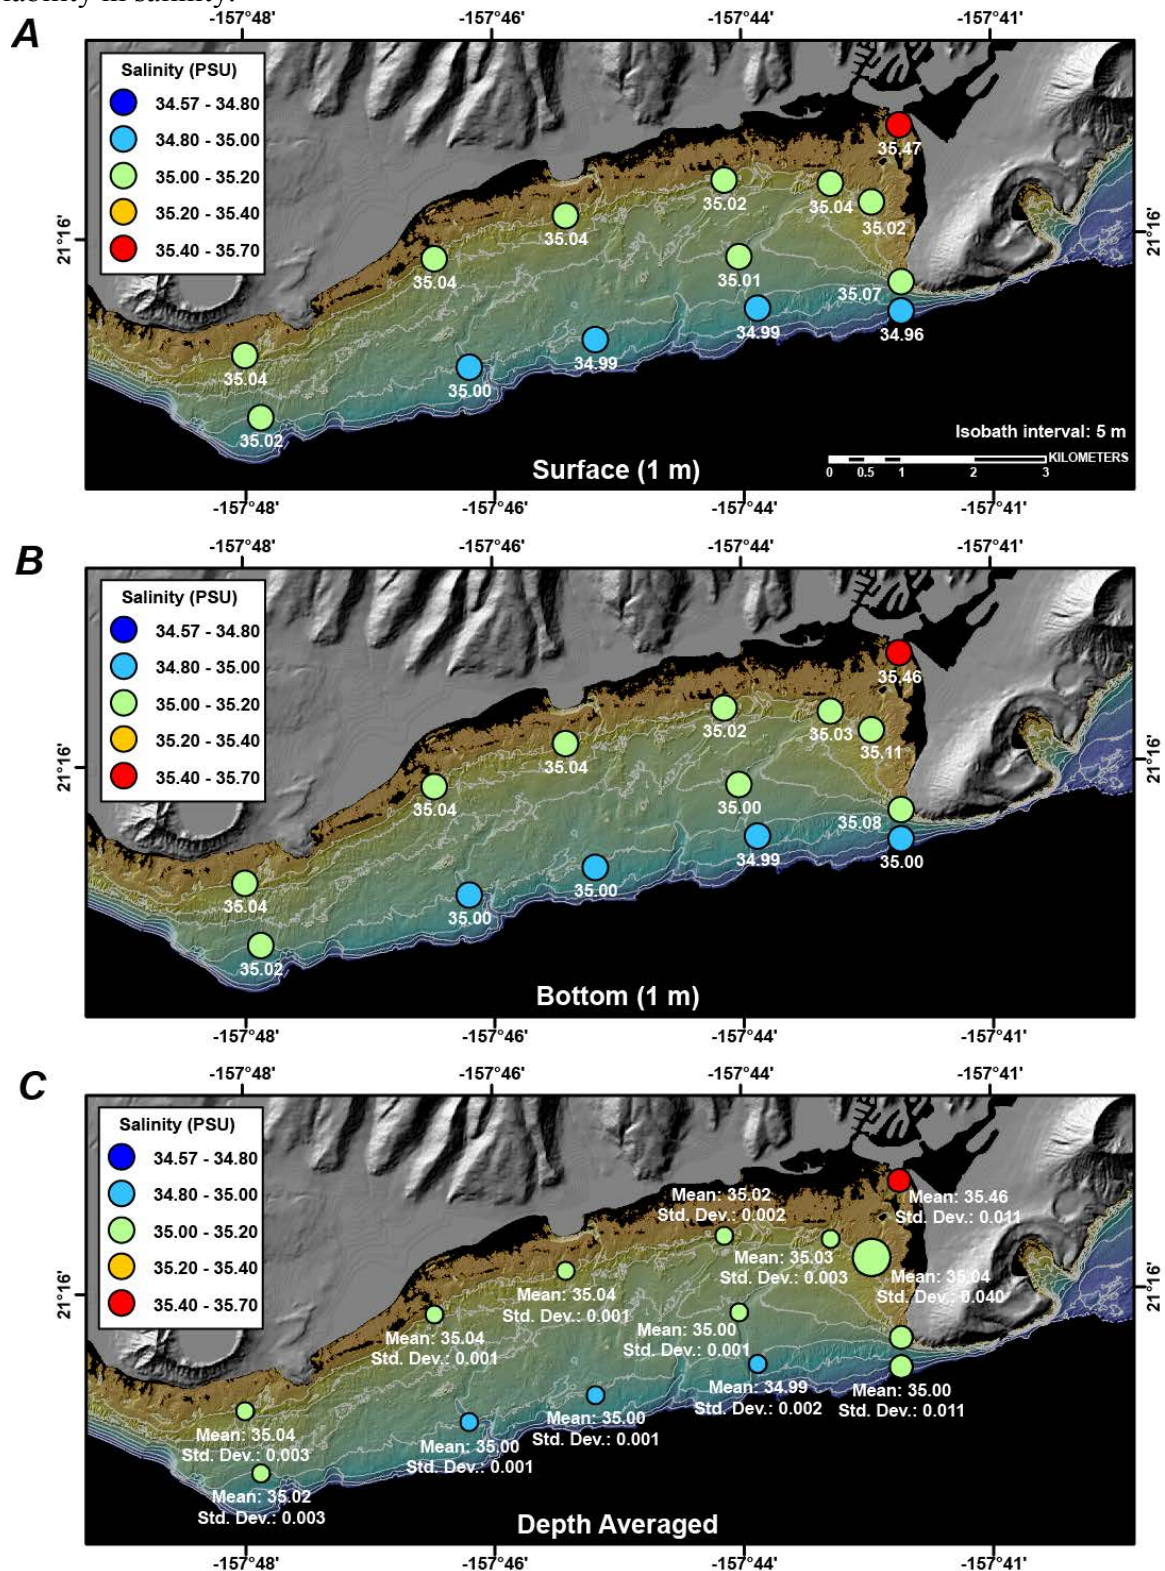 iability in salinity.
A
-157°48' -157°46' -157°44' -157°41'
Salinity (PSU)
34.57 - 34.80
34.80 - 35.00
35.00 - 35.20
35.20 - 35.40
35.40 - 35.70
21°16'
21°16'
35.47
35.02
35.04
35.02
35.04
35.04
35.01
35.07
34.99
34.96
34.99
35.00
35.04
35.02
Isobath interval: 5 m
KILOMETERS
0 0.5 1 2 3
Surface (1 m)
-157°48' -157°46' -157°44' -157°41'
B
-157°48' -157°46' -157°44' -157°41'
Salinity (PSU)
34.57 - 34.80
34.80 - 35.00
35.00 - 35.20
35.20 - 35.40
35.40 - 35.70
21°16'
21°16'
35.46
35.02
35.03
35.11
35.04
35.04
35.00
35.08
34.99
35.00
35.00
35.00
35.04
35.02
Bottom (1 m)
-157°48' -157°46' -157°44' -157°41'
C
-157°48' -157°46' -157°44' -157°41'
Salinity (PSU)
34.57 - 34.80
34.80 - 35.00
35.00 - 35.20
35.20 - 35.40
35.40 - 35.70
21°16'
21°16'
Mean: 35.02
Std. Dev.: 0.002
Mean: 35.46
Std. Dev.: 0.011
Mean: 35.03
Std. Dev.: 0.003
Mean: 35.04
Std. Dev.: 0.040
Mean: 35.04
Std. Dev.: 0.001
Mean: 35.04
Std. Dev.: 0.001
Mean: 35.00
Std. Dev.: 0.001
Mean: 34.99
Std. Dev.: 0.002
Mean: 35.00
Std. Dev.: 0.011
Mean: 35.00
Std. Dev.: 0.001
Mean: 35.00
Std. Dev.: 0.001
Mean: 35.04
Std. Dev.: 0.003
Mean: 35.02
Std. Dev.: 0.003
Depth Averaged
-157°48' -157°46' -157°44' -157°41'